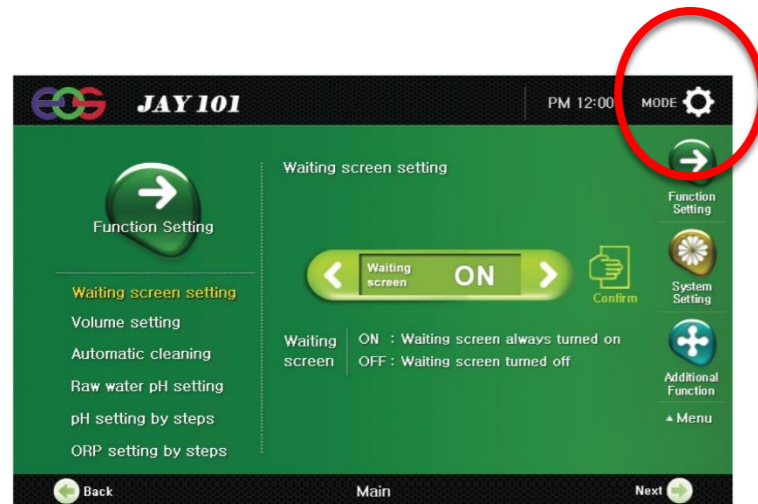 EOS JAY 101
PM 12:00
MODE
Function Setting
Waiting screen setting
Volume setting
Automatic cleaning
Raw water pH setting
pH setting by steps
ORP setting by steps
Waiting screen setting
Waiting
screen
ON
Confirm
Waiting
screen
ON : Waiting screen always turned on
OFF : Waiting screen turned off
Function
Setting
System
Setting
Additional
Function
▲ Menu
Back
Main
Next